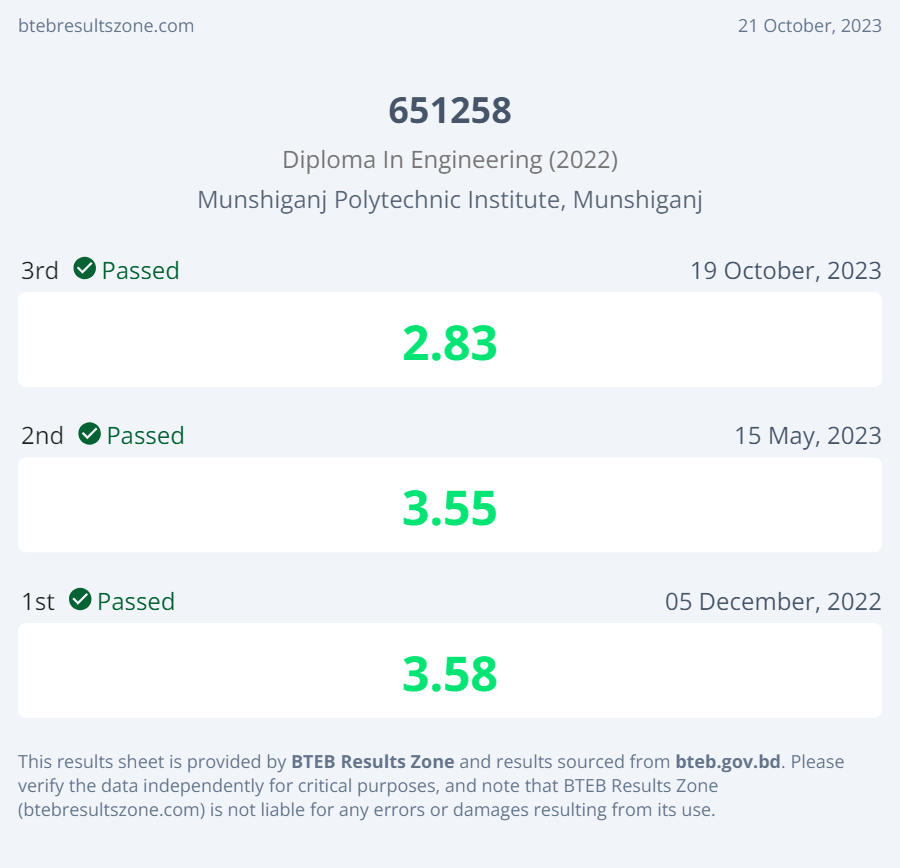 btebresultszone.com 21 October, 2023
651258
Diploma In Engineering (2022)
Munshiganj Polytechnic Institute, Munshiganj
3rd Passed 19 October, 2023
2.83
2nd Passed 15 May, 2023
3.55
1st Passed 05 December, 2022
3.58
This results sheet is provided by BTEB Results Zone and results sourced from bteb.gov.bd. Please
verify the data independently for critical purposes, and note that BTEB Results Zone
(btebresultszone.com) is not liable for any errors or damages resulting from its use.